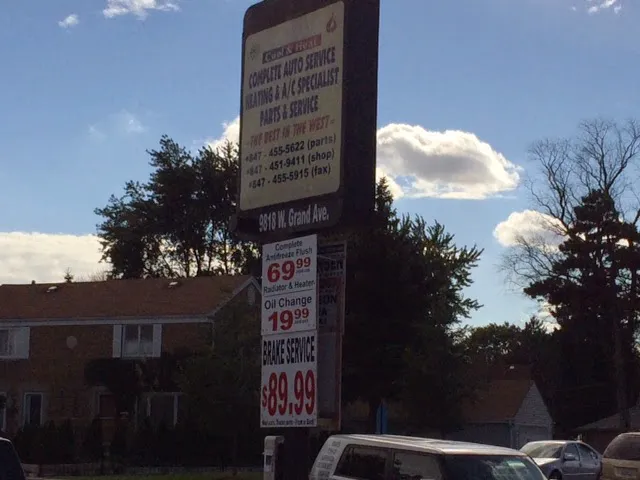 COMPLETE AUTO SERVICE
HEATING & A/C SPECIALIST
PARTS & SERVICE
- THE BEST IN THE WEST -
847 - 455-5622 (parts)
847 - 451-9411 (shop)
847 - 455-5915 (fax)
9818 W. Grand Ave.
Complete
Antifreeze Flush
69.99
Radiator & Heater
Oil Change
19.99
BRAKE SERVICE
$89.99